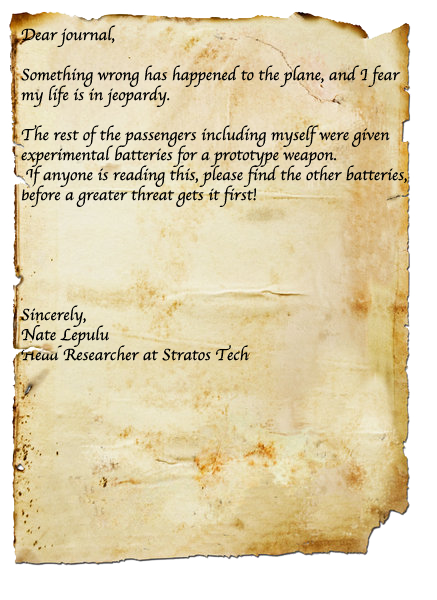 Dear journal,
Something wrong has happened to the plane, and I fear
my life is in jeopardy.
The rest of the passengers including myself were given
experimental batteries for a prototype weapon.
If anyone is reading this, please find the other batteries,
before a greater threat gets it first!
Sincerely,
Nate Lepulu
Head Researcher at Stratos Tech